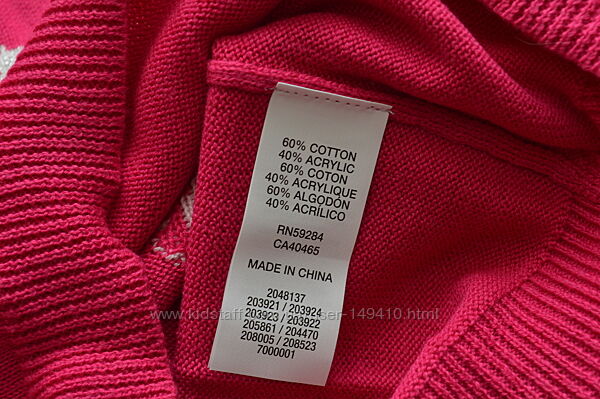 60% COTTON
40% ACRYLIC
60% COTON
40% ACRYLIQUE
60% ALGODÓN
40% ACRÍLICO
RN59284
CA40465
MADE IN CHINA
2048137
203921 / 203924
203923 / 203922
205861 / 204470
208005 / 208523
7000001